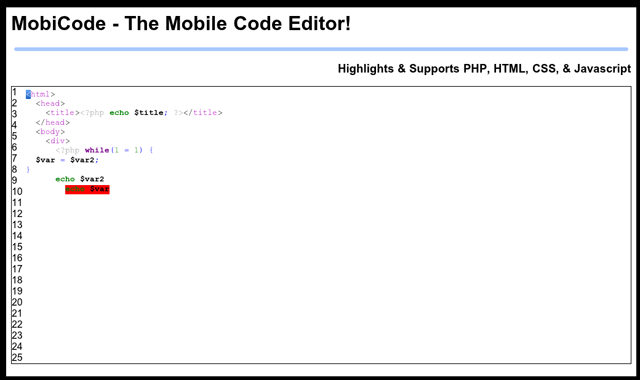 MobiCode - The Mobile Code Editor!
Highlights & Supports PHP, HTML, CSS, & Javascript
1 <html>
2 <head>
3 <title><?php echo $title; ?></title>
4 </head>
5 <body>
6 <div>
7 <?php while(1 = 1) {
8 $var = $var2;
9 }
10 echo $var2
11 echo $var
12
13
14
15
16
17
18
19
20
21
22
23
24
25